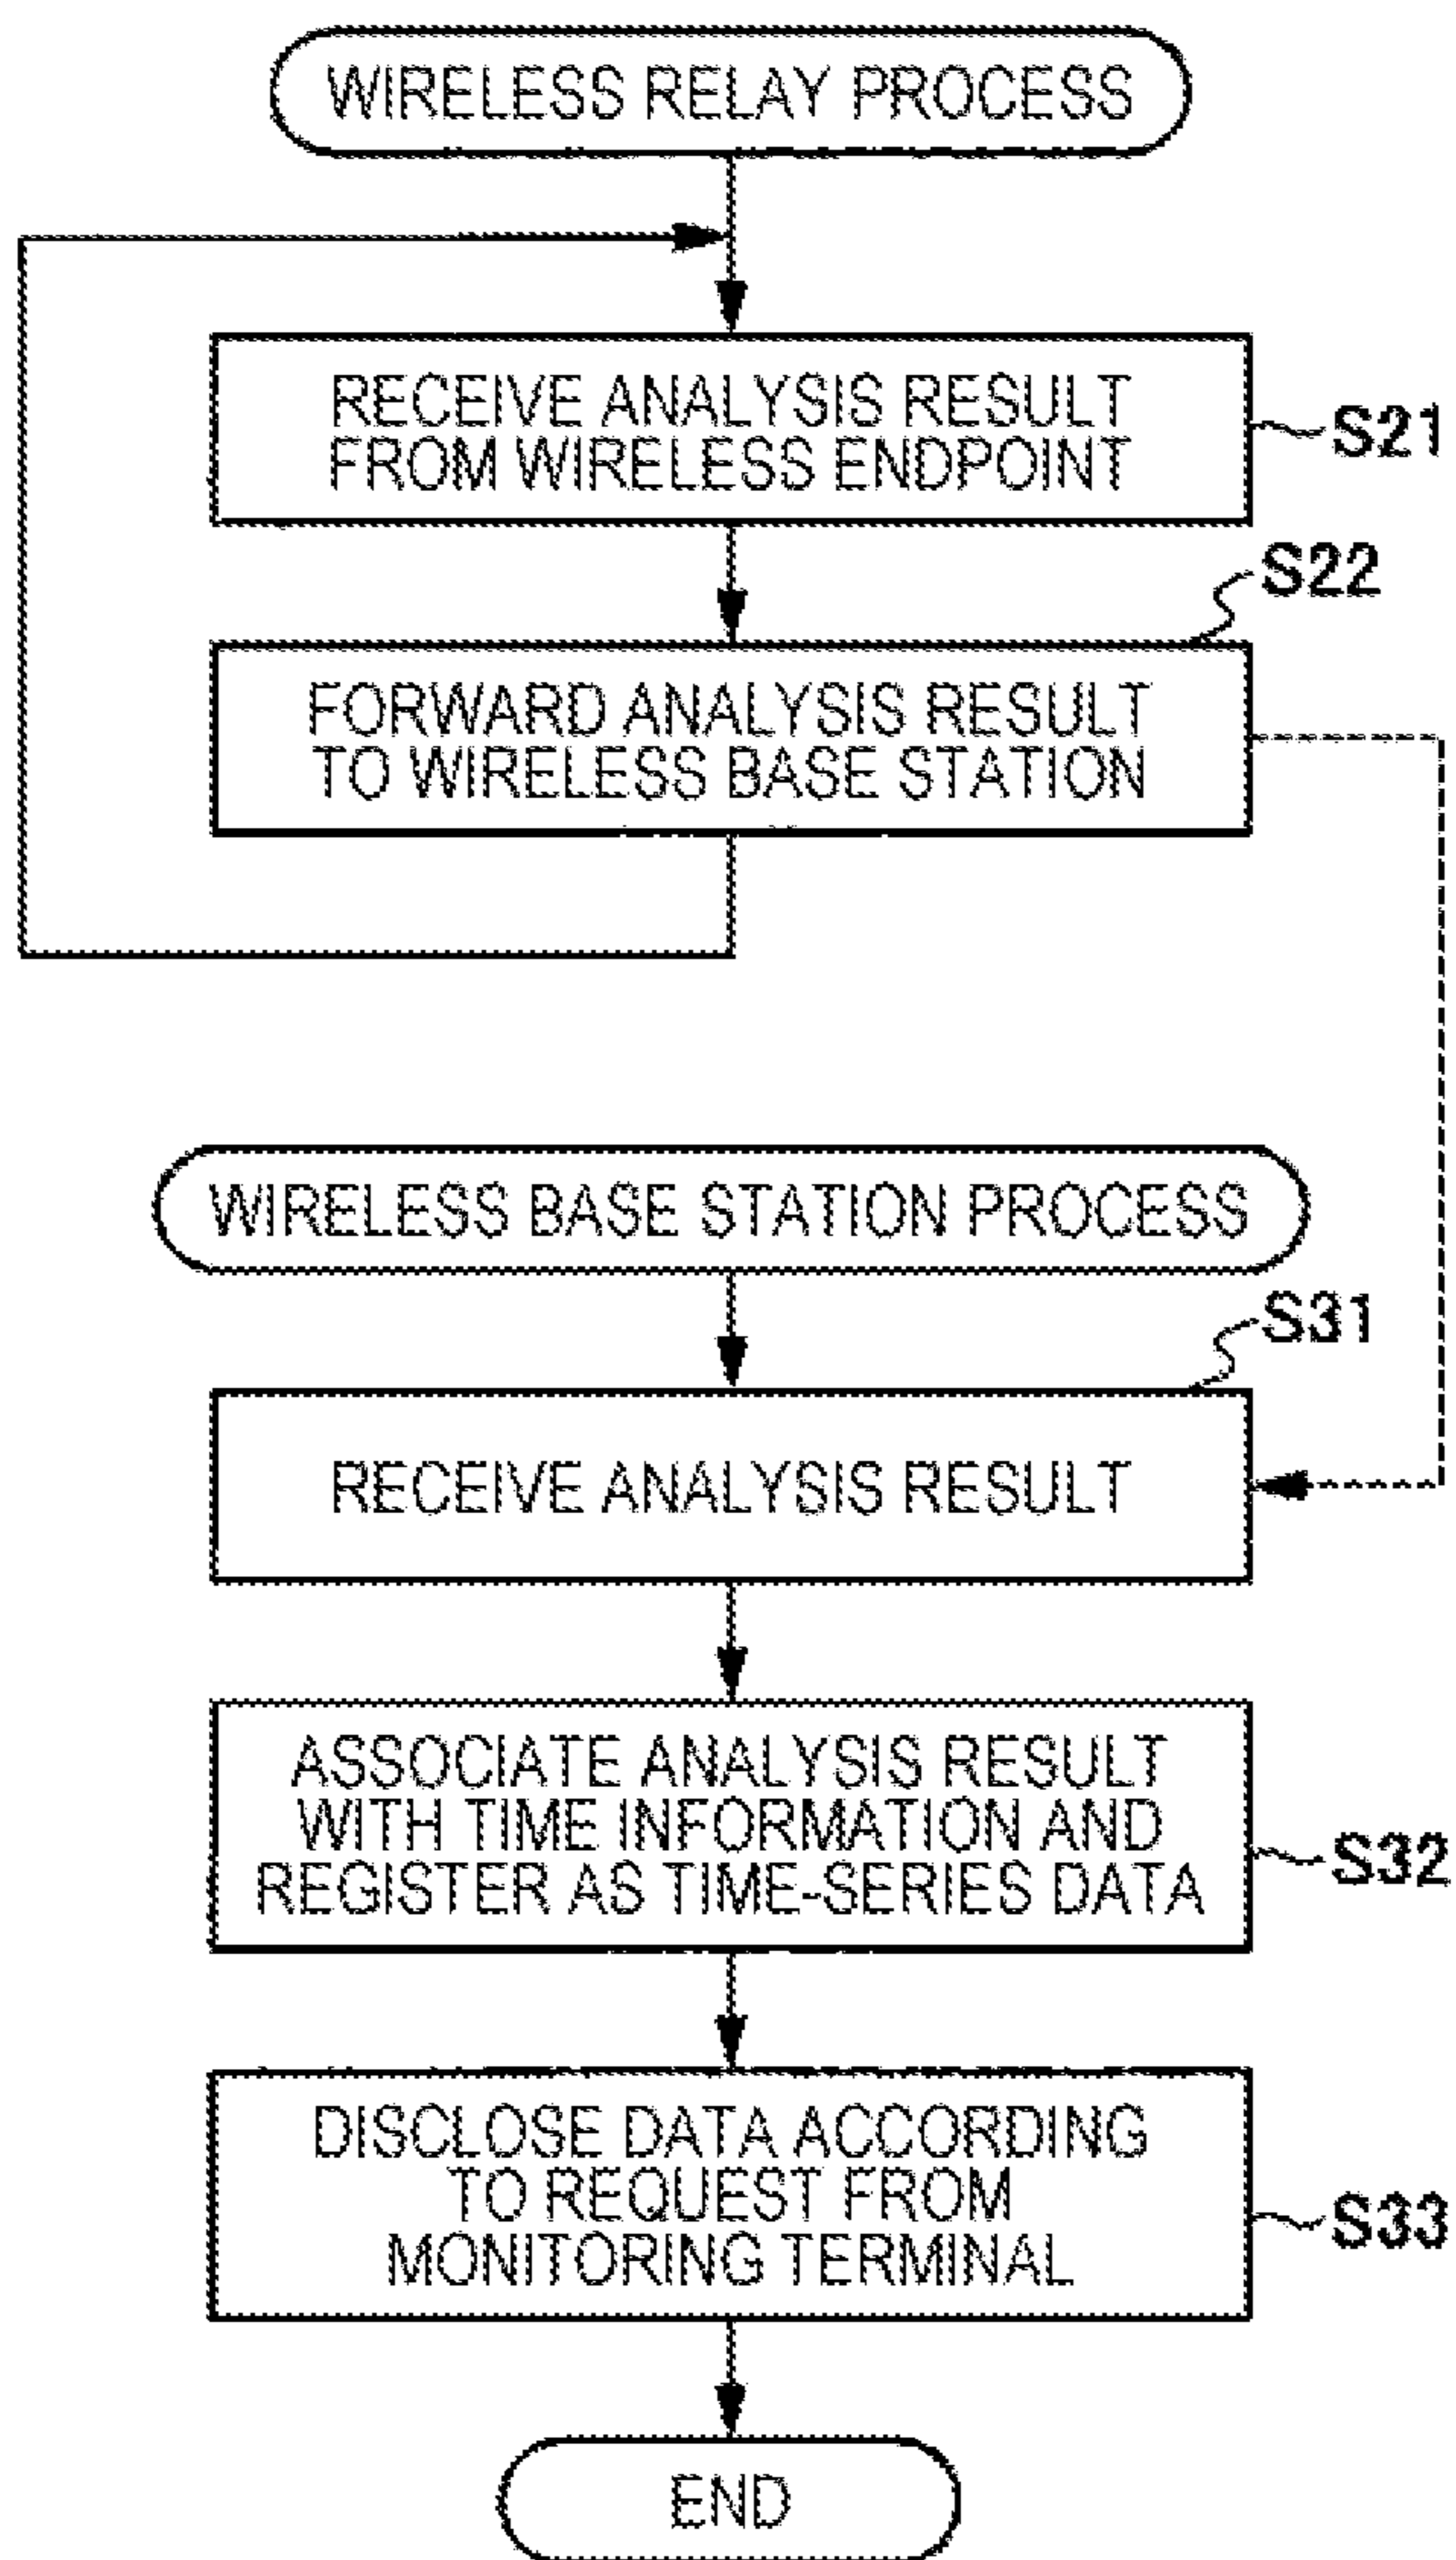 WIRELESS RELAY PROCESS
RECEIVE ANALYSIS RESULT
FROM WIRELESS ENDPOINT
S21
S22
FORWARD ANALYSIS RESULT
TO WIRELESS BASE STATION
WIRELESS BASE STATION PROCESS
S31
RECEIVE ANALYSIS RESULT
ASSOCIATE ANALYSIS RESULT
WITH TIME INFORMATION AND
REGISTER AS TIME-SERIES DATA
S32
DISCLOSE DATA ACCORDING
TO REQUEST FROM
MONITORING TERMINAL
S33
END